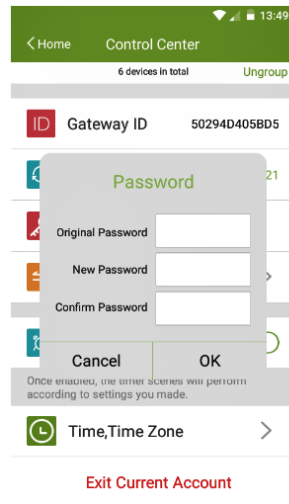 13:49
Home Control Center
6 devices in total Ungroup
ID Gateway ID 50294D405BD5
21
Password
Original Password
New Password
Confirm Password
Cancel OK
Once enabled, the timer scenes will perform
according to settings you made.
Time,Time Zone
Exit Current Account